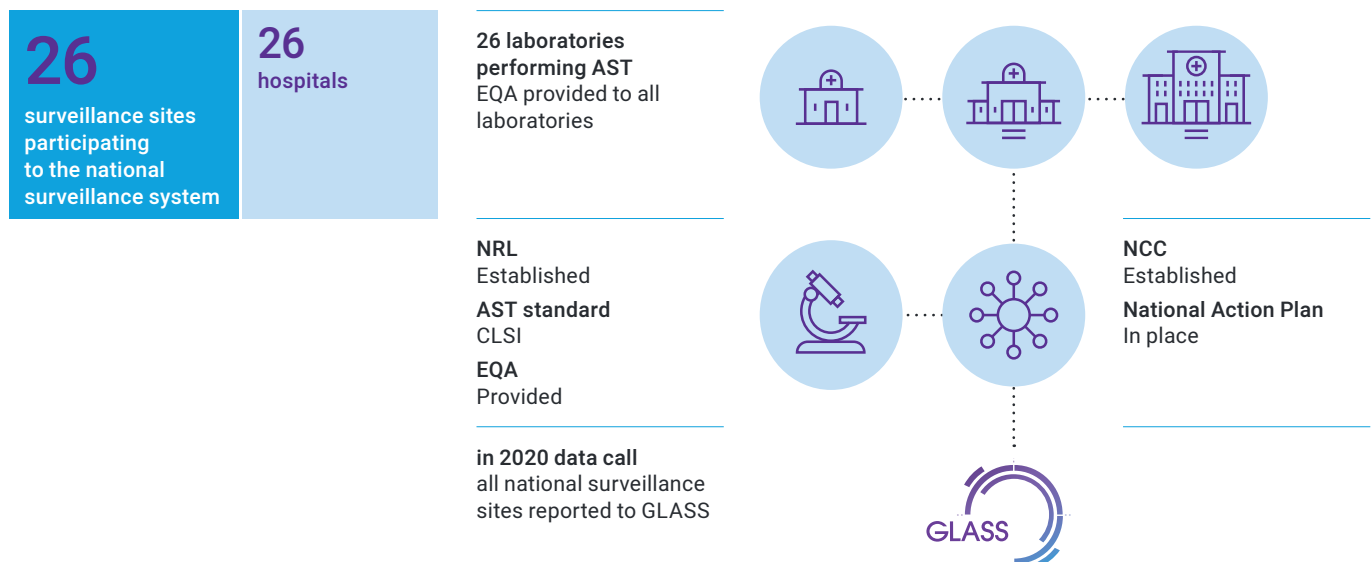 26
surveillance sites
participating
to the national
surveillance system
26
hospitals
26 laboratories
performing AST
EQA provided to all
laboratories
NRL
Established
AST standard
CLSI
EQA
Provided
NCC
Established
National Action Plan
In place
in 2020 data call
all national surveillance
sites reported to GLASS
GLASS